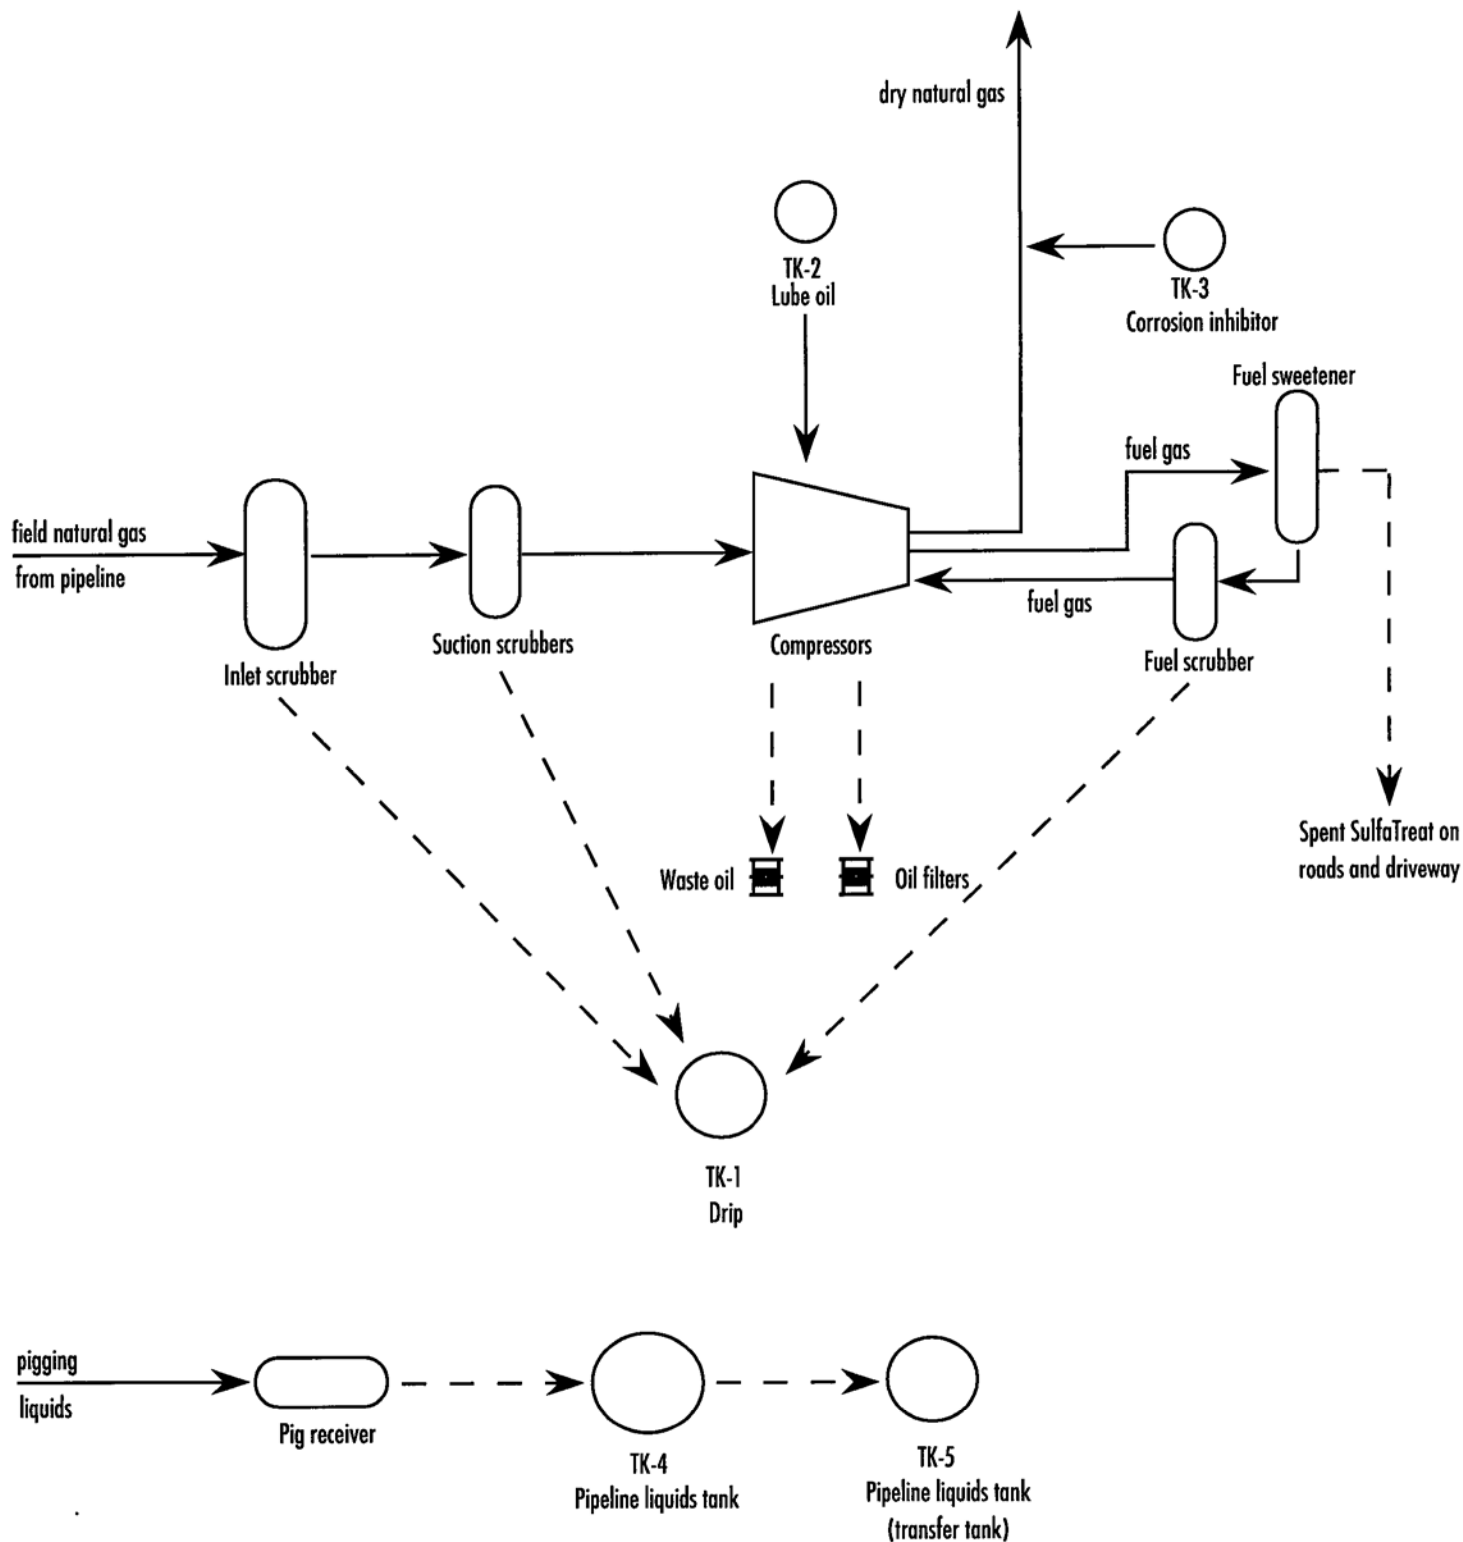 dry natural gas
TK-2
Lube oil
TK-3
Corrosion inhibitor
Fuel sweetener
fuel gas
field natural gas
from pipeline
fuel gas
Suction scrubbers
Compressors
Fuel scrubber
Inlet scrubber
Spent SulfaTreat on
roads and driveway
Waste oil
Oil filters
TK-1
Drip
pigging
liquids
Pig receiver
TK-4
Pipeline liquids tank
TK-5
Pipeline liquids tank
(transfer tank)